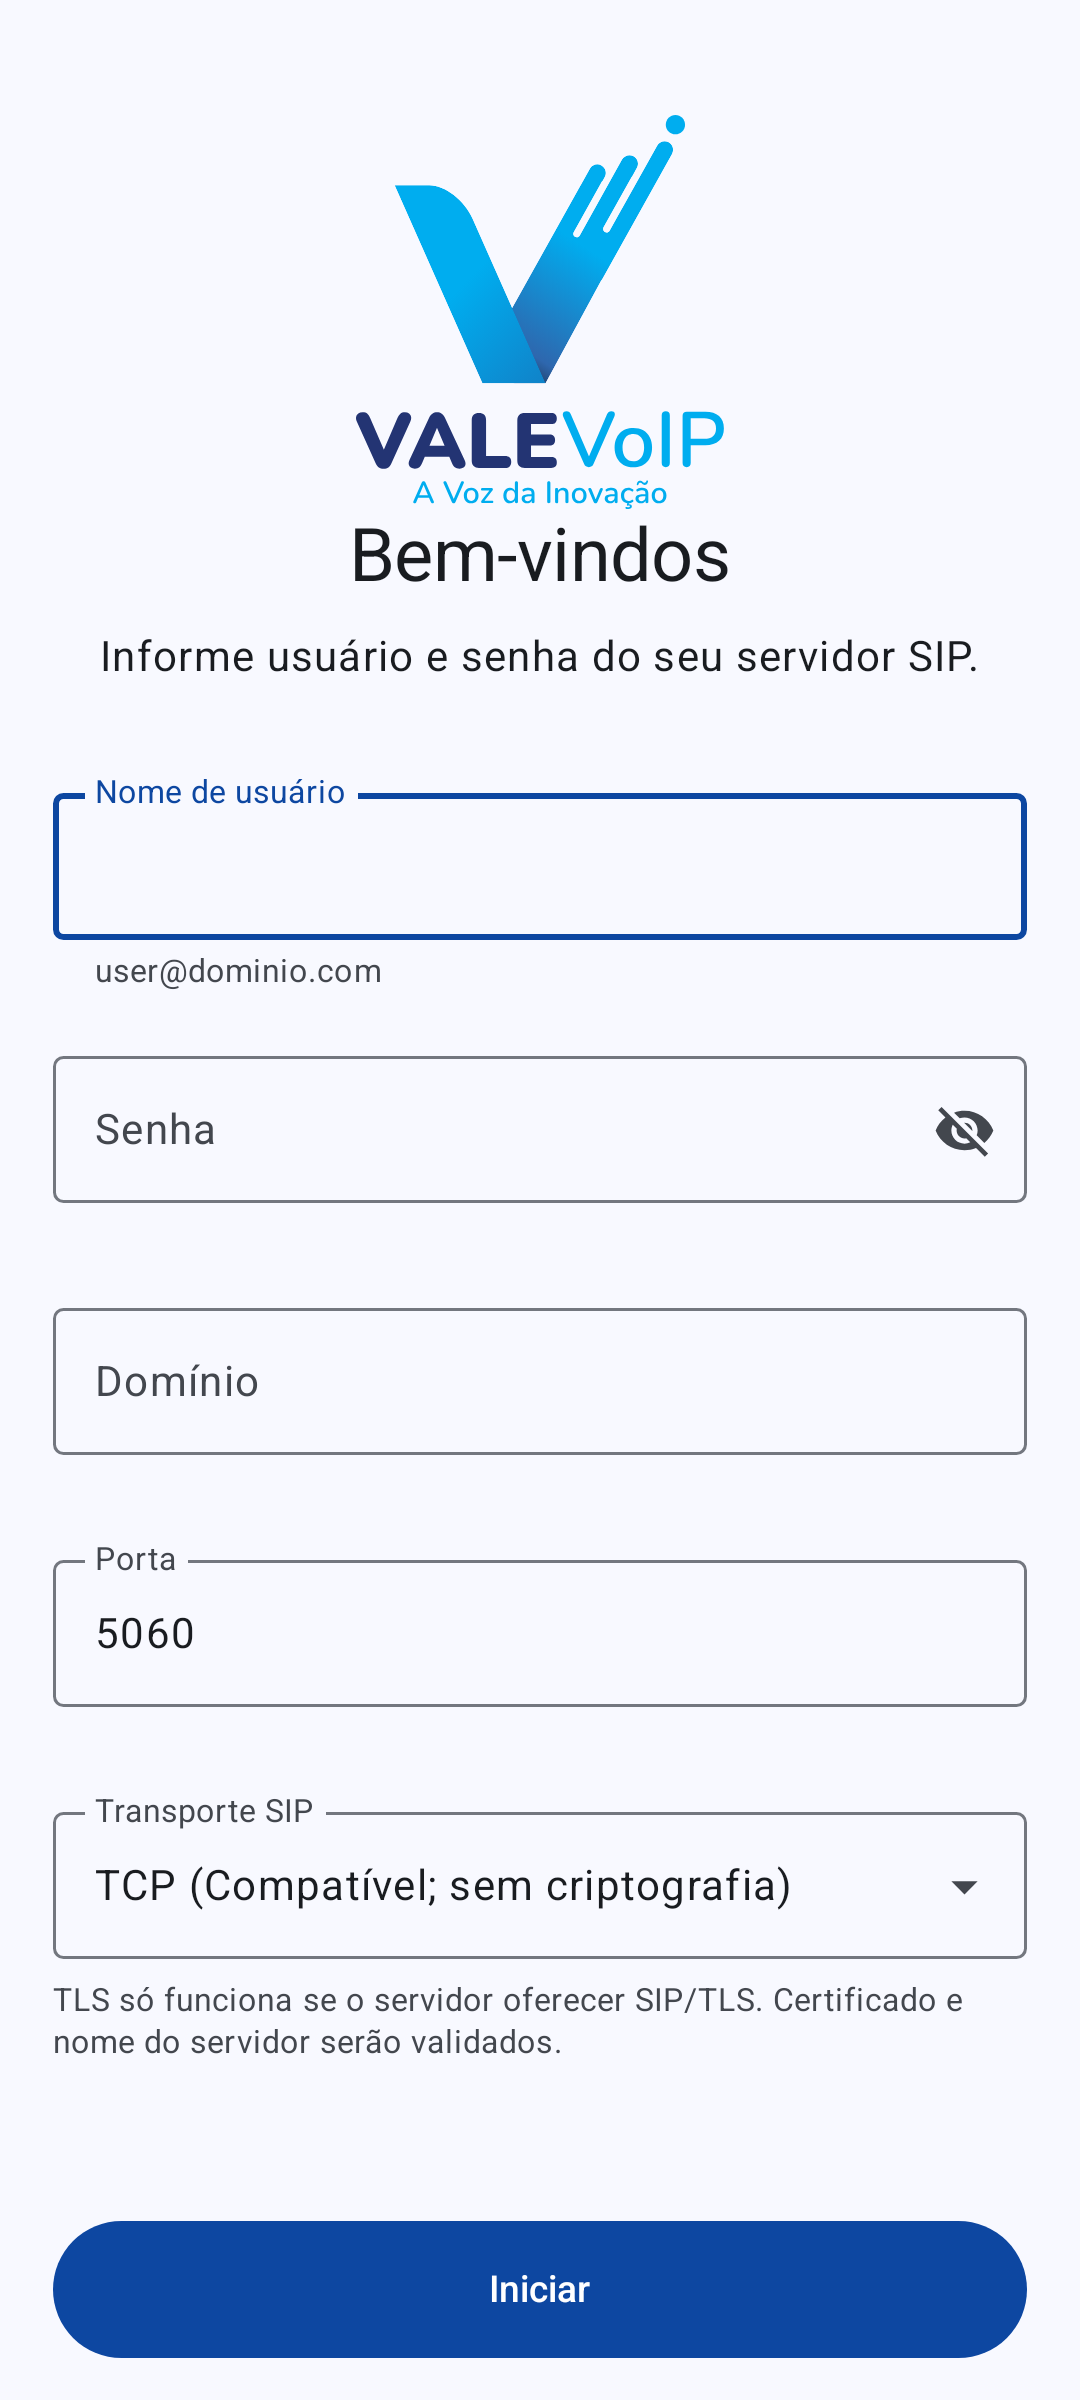 VALEVoIP
A Voz da Inovação
Bem-vindos
Informe usuário e senha do seu servidor SIP.
Nome de usuário
user@dominio.com
Senha
Domínio
Porta
5060
Transporte SIP
TCP (Compatível; sem criptografia)
TLS só funciona se o servidor oferecer SIP/TLS. Certificado e
nome do servidor serão validados.
Iniciar